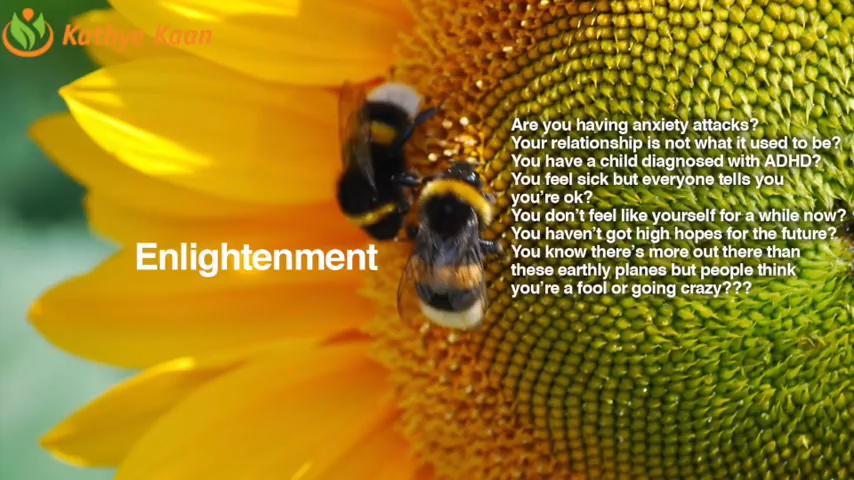 Kathye Kaan
Are you having anxiety attacks?
Your relationship is not what it used to be?
You have a child diagnosed with ADHD?
You feel sick but everyone tells you
you're ok?
You don't feel like yourself for a while now?
You haven't got high hopes for the future?
You know there's more out there than
these earthly planes but people think
you're a fool or going crazy???
Enlightenment